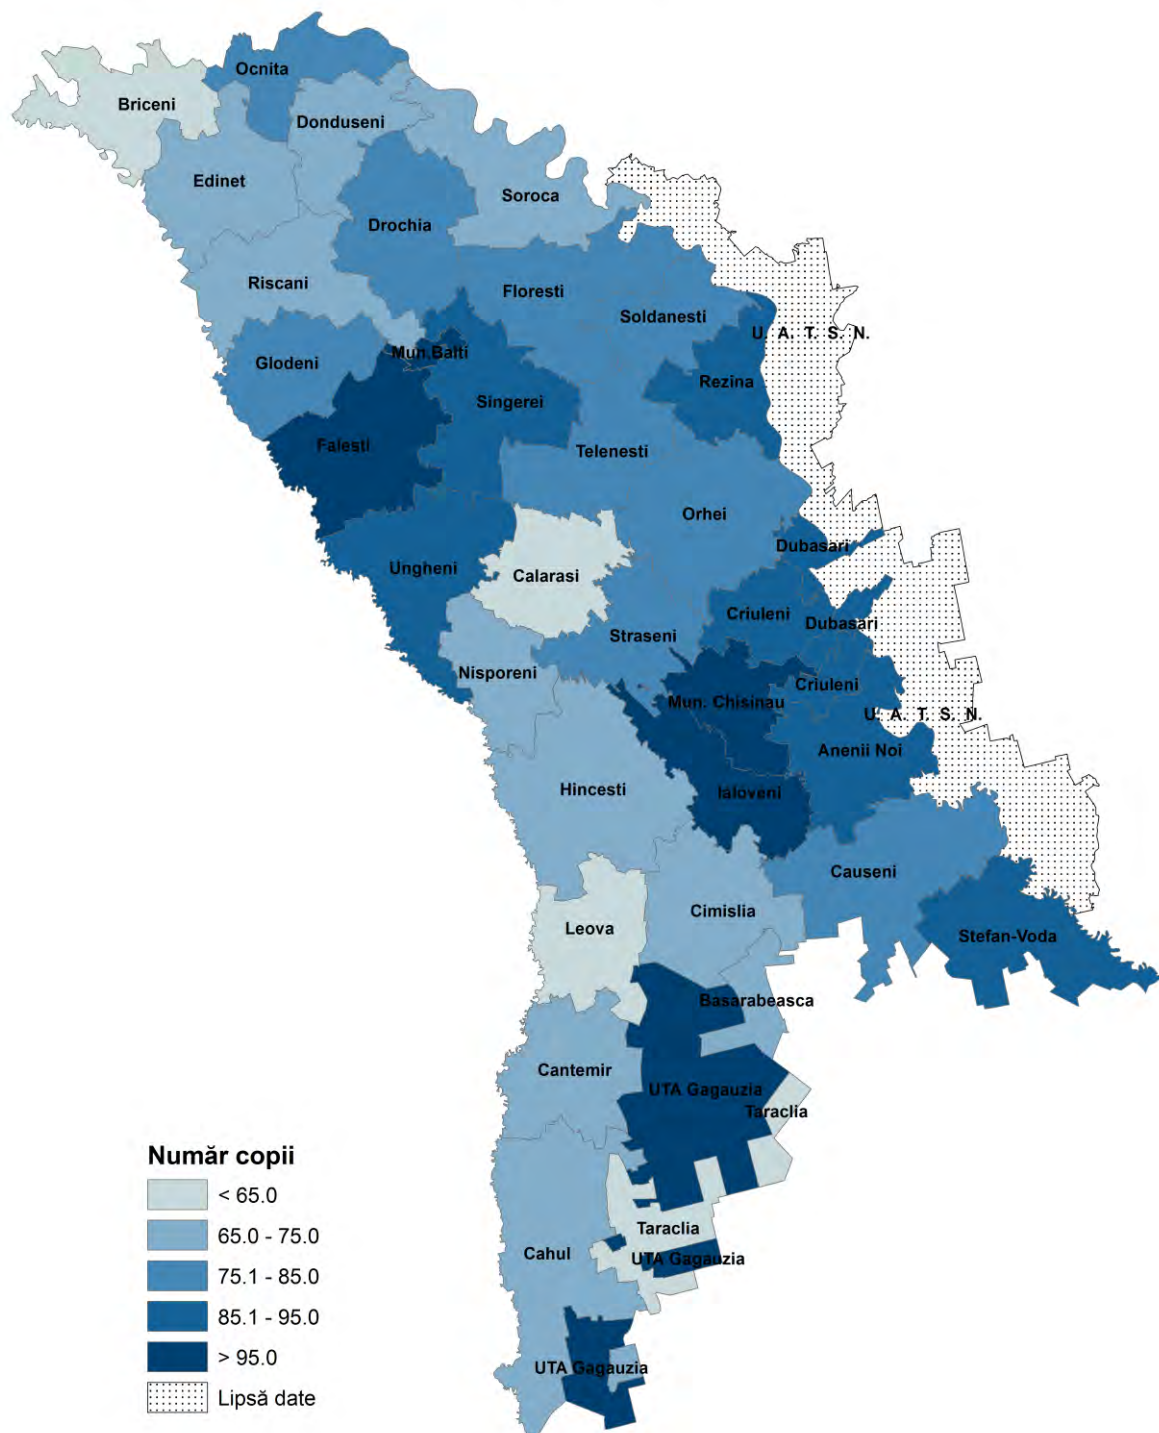 Ocnita
Briceni
Donduseni
Edinet
Soroca
Drochia
Riscani
Floresti
Soldanesti
U. A. T. S. N.
Mun.Balti
Glodeni
Rezina
Singerei
Falesti
Telenesti
Orhei
Dubasari
Ungheni
Calarasi
Criuleni
Dubasari
Straseni
Nisporeni
Criuleni
Mun. Chisinau
U. A. T. S. N.
Anenii Noi
Hincesti
Ialoveni
Causeni
Cimislia
Leova
Stefan-Voda
Basarabeasca
Cantemir
UTA Gagauzia
Taraclia
Taraclia
Cahul
UTA Gagauzia
UTA Gagauzia
Număr copii
< 65.0
65.0 - 75.0
75.1 - 85.0
85.1 - 95.0
> 95.0
Lipsă date